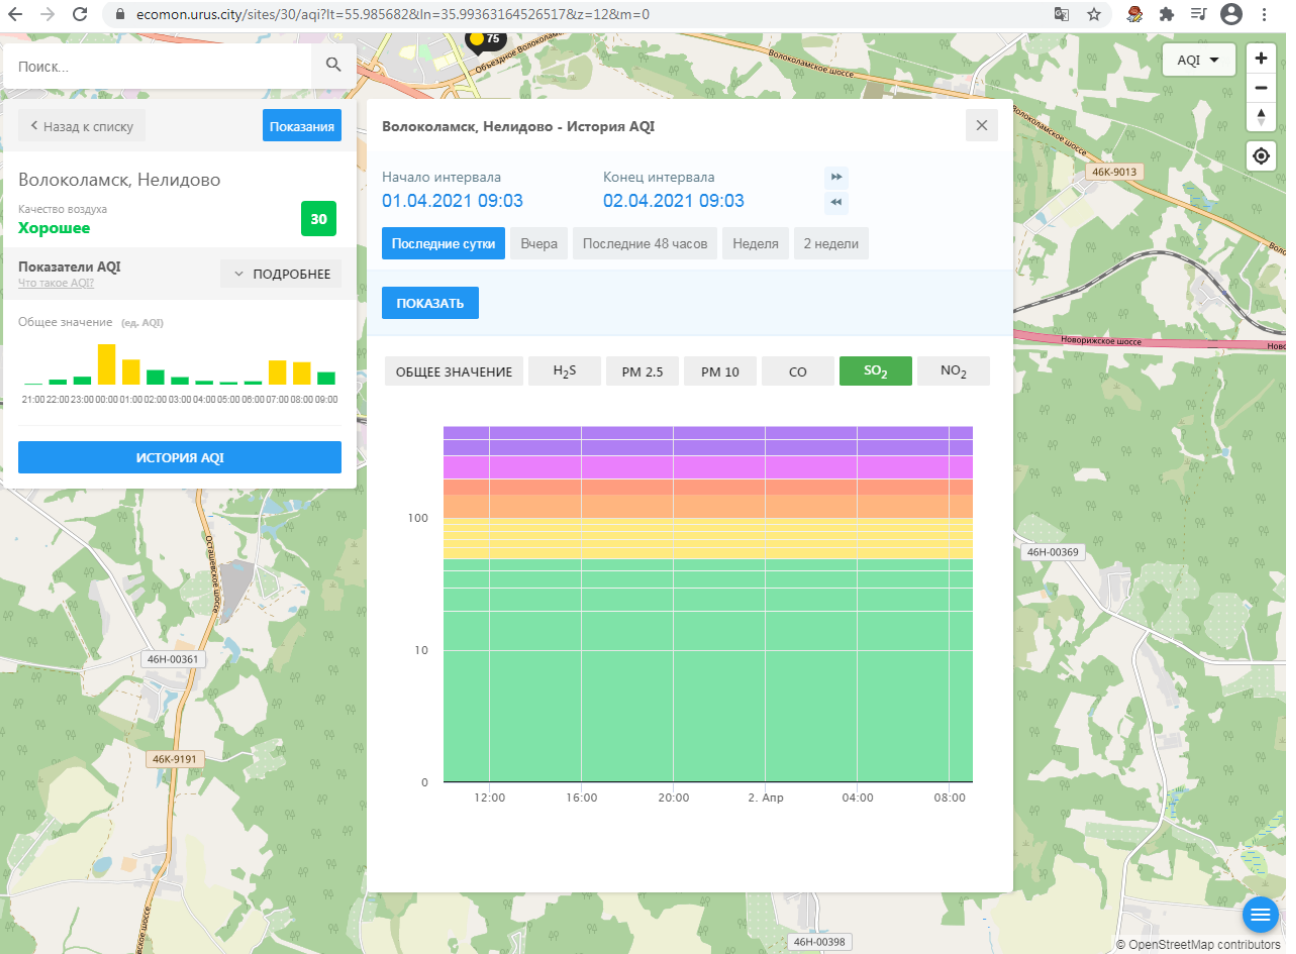 ecomon.urus.city/sites/30/aqi?lt=55.985682&ln=35.99363164526517&z=12&m=0
75
Объездное Волоколамс
Волоколамское шоссе
Поиск...
AQI
Назад к списку
Показания
Волоколамск, Нелидово - История AQI
Волоколамское шоссе
46К-9013
Начало интервала
Конец интервала
Волоколамск, Нелидово
01.04.2021 09:03
02.04.2021 09:03
Качество воздуха
Хорошее
30
Последние сутки
Вчера
Последние 48 часов
Неделя
2 недели
Показатели AQI
Что такое AQI?
ПОДРОБНЕЕ
ПОКАЗАТЬ
Общее значение (ед. AQI)
Новорижское шоссе
Ново
ОБЩЕЕ ЗНАЧЕНИЕ
H2S
PM 2.5
PM 10
CO
SO2
NO2
21:00 22:00 23:00 00:00 01:00 02:00 03:00 04:00 05:00 06:00 07:00 08:00 09:00
ИСТОРИЯ AQI
100
Осташевское шоссе
46Н-00369
10
46Н-00361
46К-9191
0
12:00
16:00
20:00
2. Апр
04:00
08:00
46Н-00398
© OpenStreetMap contributors